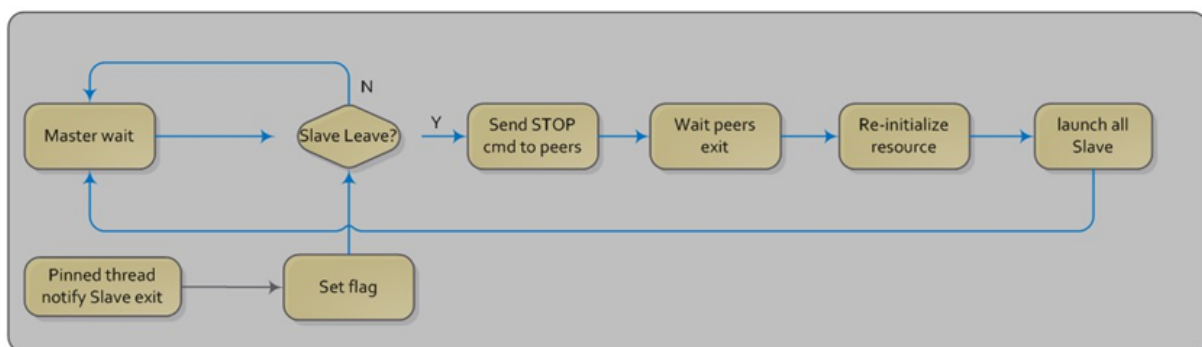 N
Master wait
Slave Leave?
Y
Send STOP
cmd to peers
Wait peers
exit
Re-initialize
resource
launch all
Slave
Pinned thread
notify Slave exit
Set flag